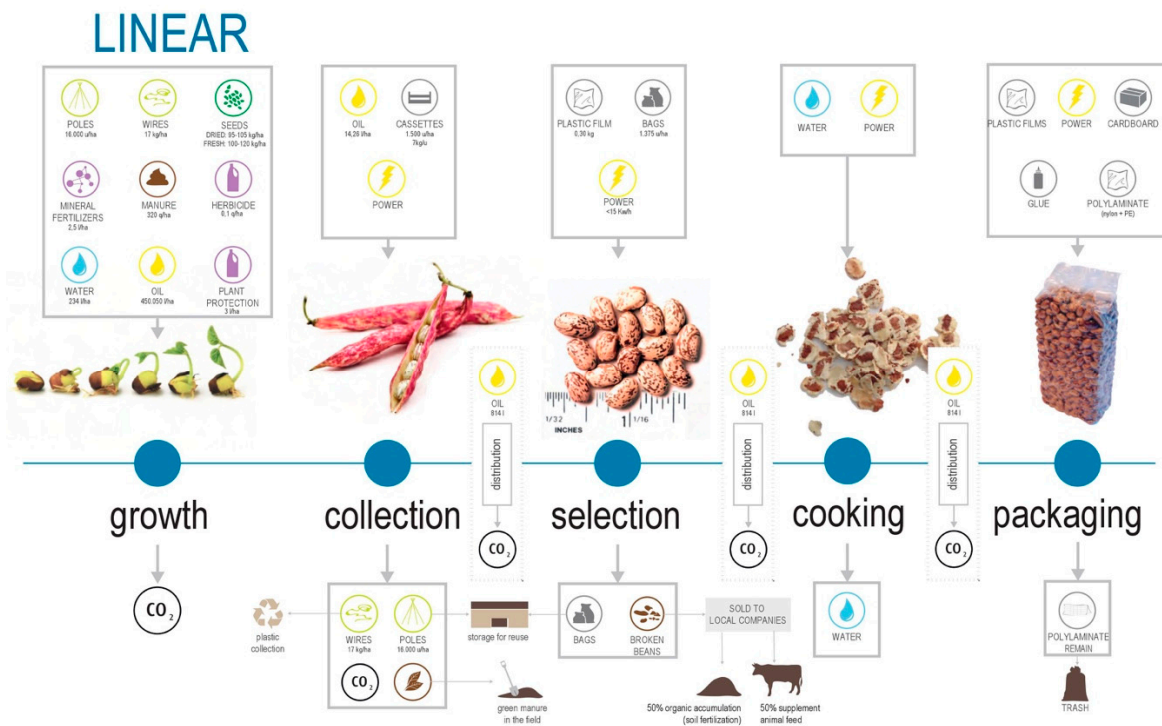 LINEAR
POLES
16.000 u/ha
WIRES
17 kg/ha
SEEDS
DRIED: 95-105 kg/ha
FRESH: 100-120 kg/ha
MINERAL
FERTILIZERS
2,5 l/ha
MANURE
320 q/ha
HERBICIDE
0,1 q/ha
WATER
234 l/ha
OIL
450.050 l/ha
PLANT
PROTECTION
3 l/ha
OIL
14,28 l/ha
CASSETTES
1.500 u/ha
7kg/u
POWER
PLASTIC FILM
0,30 kg
BAGS
1.375 u/ha
POWER
<15 Kw/h
WATER
POWER
PLASTIC FILMS
POWER
CARDBOARD
GLUE
POLYLAMINATE
(nylon + PE)
1/32
INCHES
1
1/16
OIL
814 l
distribution
CO2
OIL
814 l
distribution
CO2
OIL
814 l
distribution
CO2
growth
collection
selection
cooking
packaging
CO2
plastic
collection
WIRES
17 kg/ha
POLES
16.000 u/ha
CO2
storage for reuse
green manure
in the field
BAGS
BROKEN
BEANS
SOLD TO
LOCAL COMPANIES
50% organic accumulation
(soil fertilization)
50% supplement
animal feed
WATER
POLYLAMINATE
REMAIN
TRASH